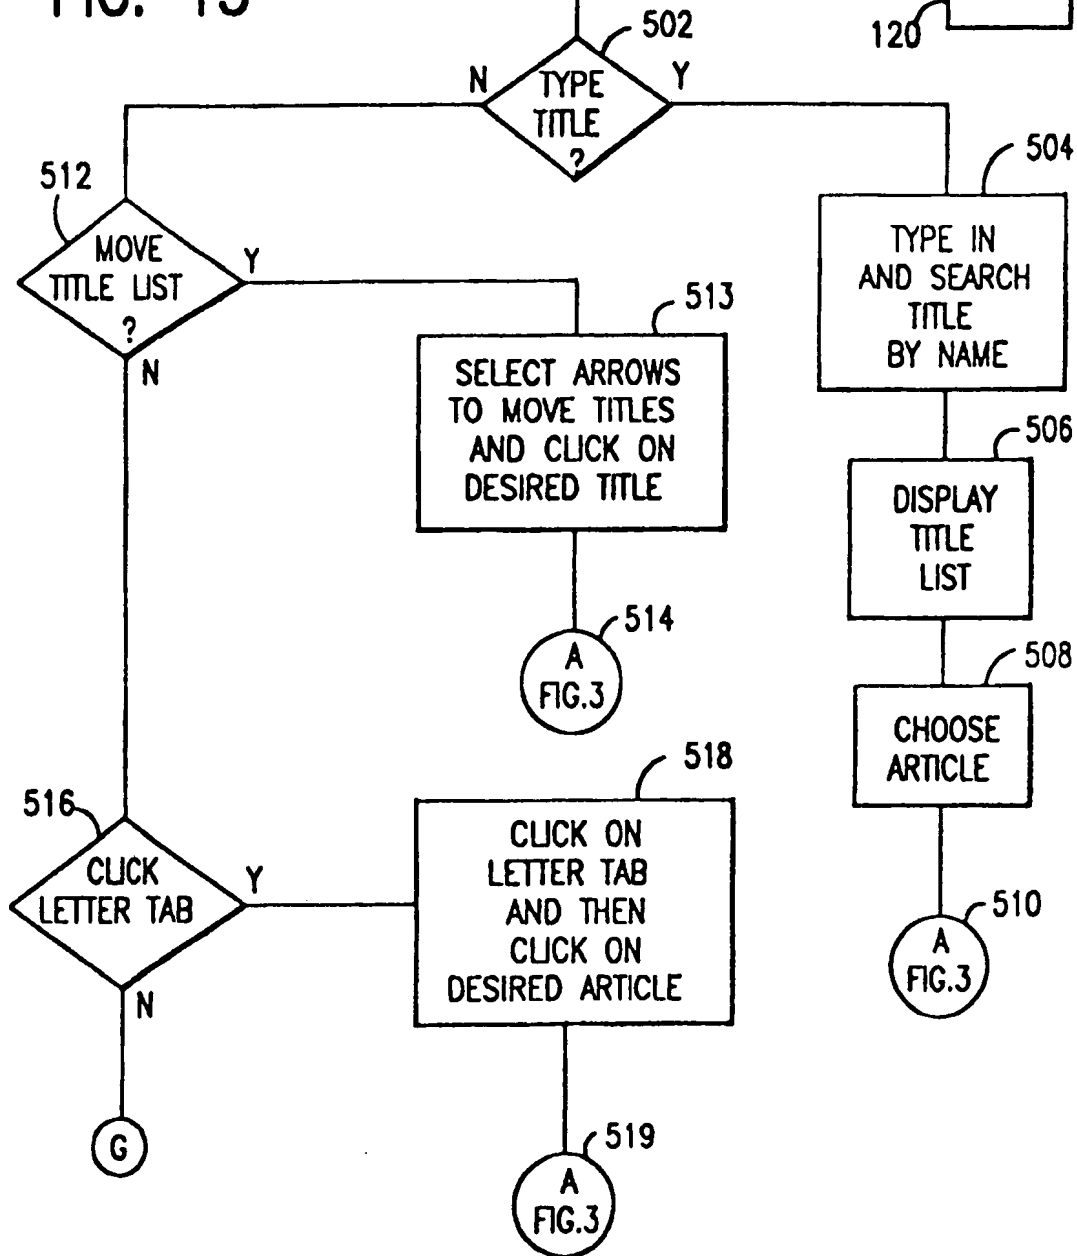 FIG. 15
120
502
N
Y
TYPE
TITLE
?
504
TYPE IN
AND SEARCH
TITLE
BY NAME
512
MOVE
TITLE LIST
?
Y
N
513
SELECT ARROWS
TO MOVE TITLES
AND CLICK ON
DESIRED TITLE
506
DISPLAY
TITLE
LIST
514
A
FIG.3
508
CHOOSE
ARTICLE
516
CLICK
LETTER TAB
Y
N
518
CLICK ON
LETTER TAB
AND THEN
CLICK ON
DESIRED ARTICLE
510
A
FIG.3
G
519
A
FIG.3